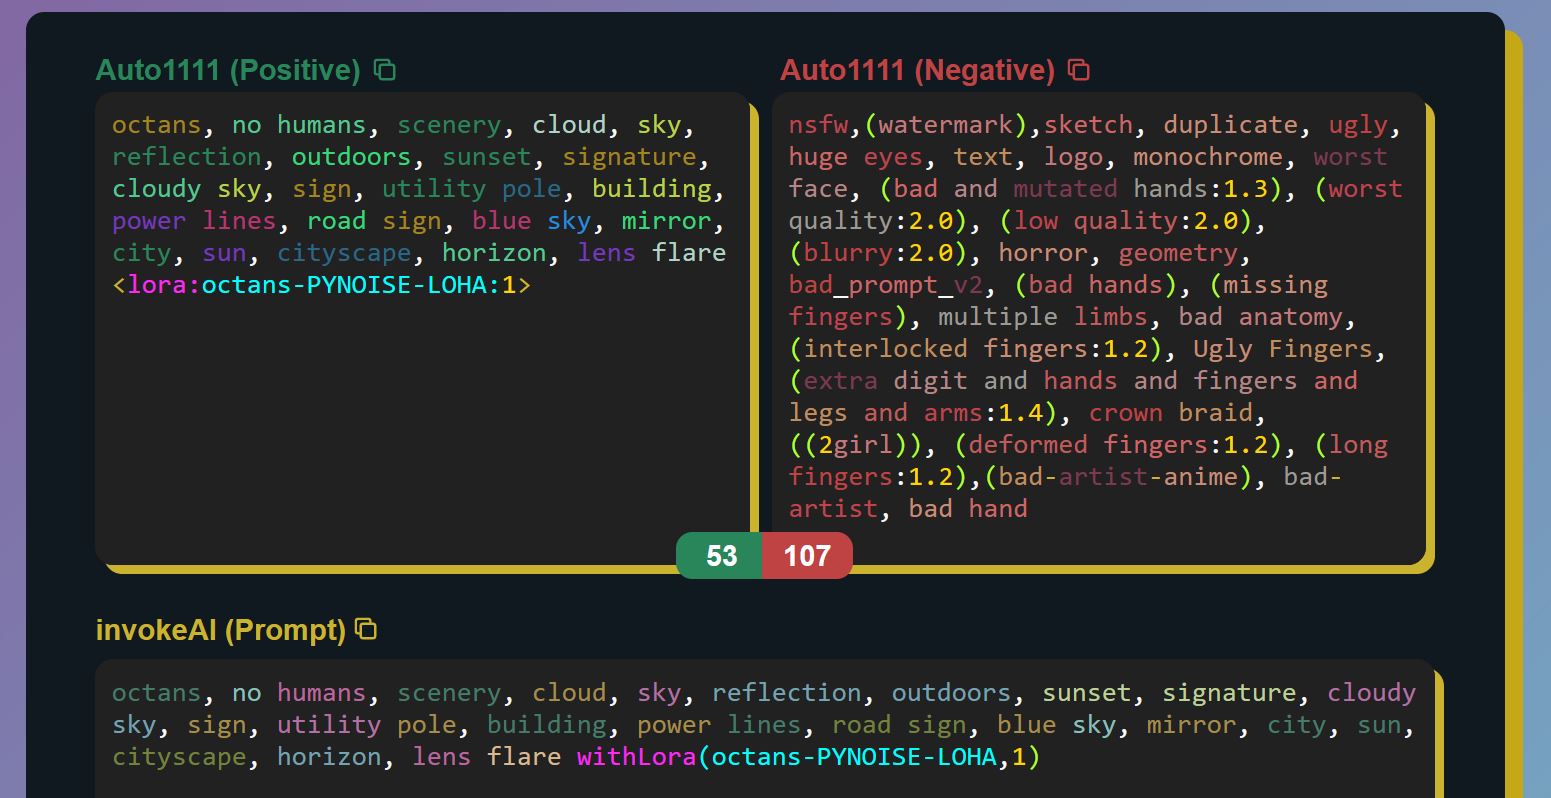 Auto1111 (Positive)
octans, no humans, scenery, cloud, sky,
reflection, outdoors, sunset, signature,
cloudy sky, sign, utility pole, building,
power lines, road sign, blue sky, mirror,
city, sun, cityscape, horizon, lens flare
<lora:octans-PYNOISE-LOHA:1>
Auto1111 (Negative)
nsfw,(watermark),sketch, duplicate, ugly,
huge eyes, text, logo, monochrome, worst
face, (bad and mutated hands:1.3), (worst
quality:2.0), (low quality:2.0),
(blurry:2.0), horror, geometry,
bad_prompt_v2, (bad hands), (missing
fingers), multiple limbs, bad anatomy,
(interlocked fingers:1.2), Ugly Fingers,
(extra digit and hands and fingers and
legs and arms:1.4), crown braid,
((2girl)), (deformed fingers:1.2), (long
fingers:1.2),(bad-artist-anime), bad-
artist, bad hand
53 107
invokeAI (Prompt)
octans, no humans, scenery, cloud, sky, reflection, outdoors, sunset, signature, cloudy
sky, sign, utility pole, building, power lines, road sign, blue sky, mirror, city, sun,
cityscape, horizon, lens flare withLora(octans-PYNOISE-LOHA,1)